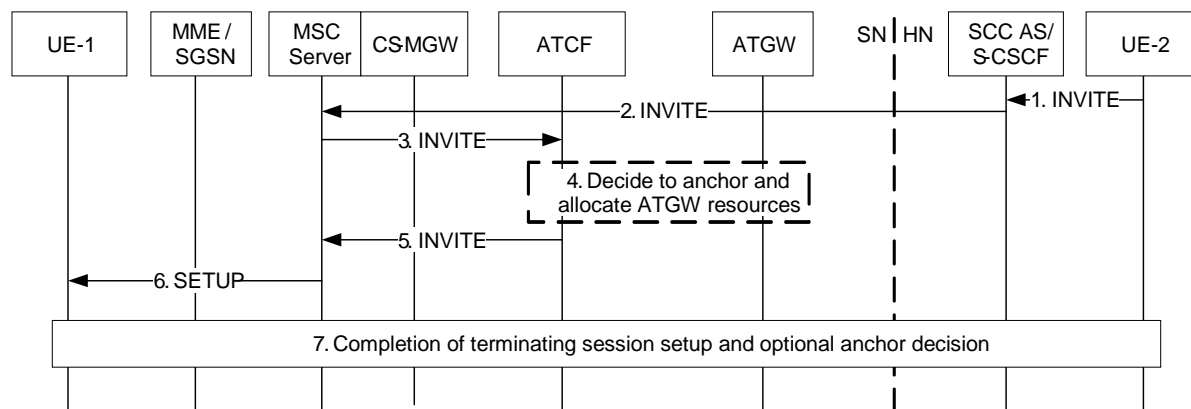 UE-1
MME /
SGSN
MSC
Server
CS-MGW
ATCF
ATGW
SN
HN
SCC AS/
S-CSCF
UE-2
1. INVITE
2. INVITE
3. INVITE
4. Decide to anchor and
allocate ATGW resources
5. INVITE
6. SETUP
7. Completion of terminating session setup and optional anchor decision